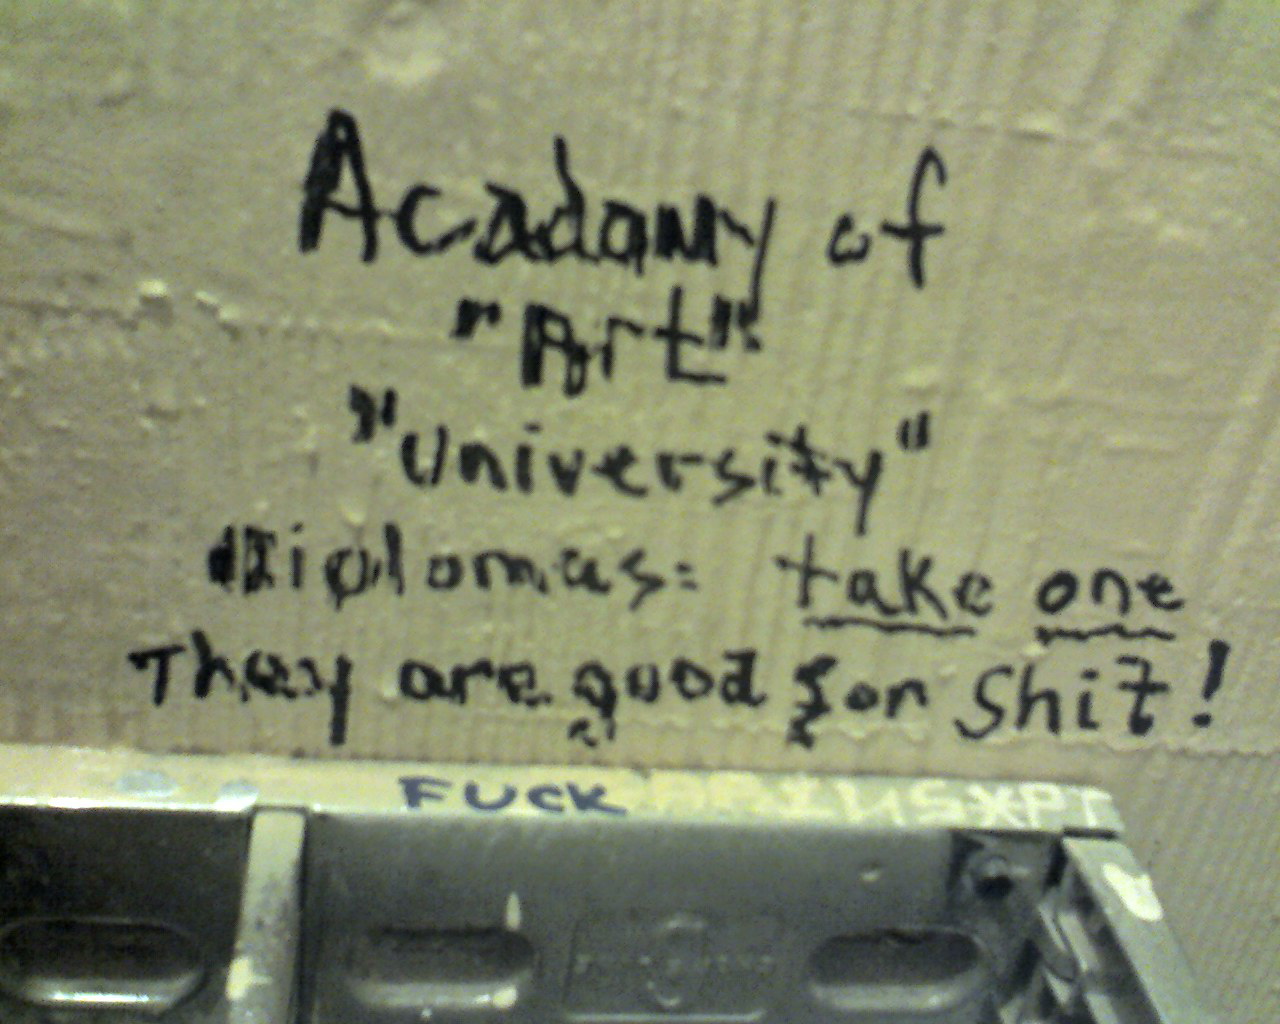 Acadamy of
"Art"
"University"
diplomas: take one
They are good for shit!
FUCK